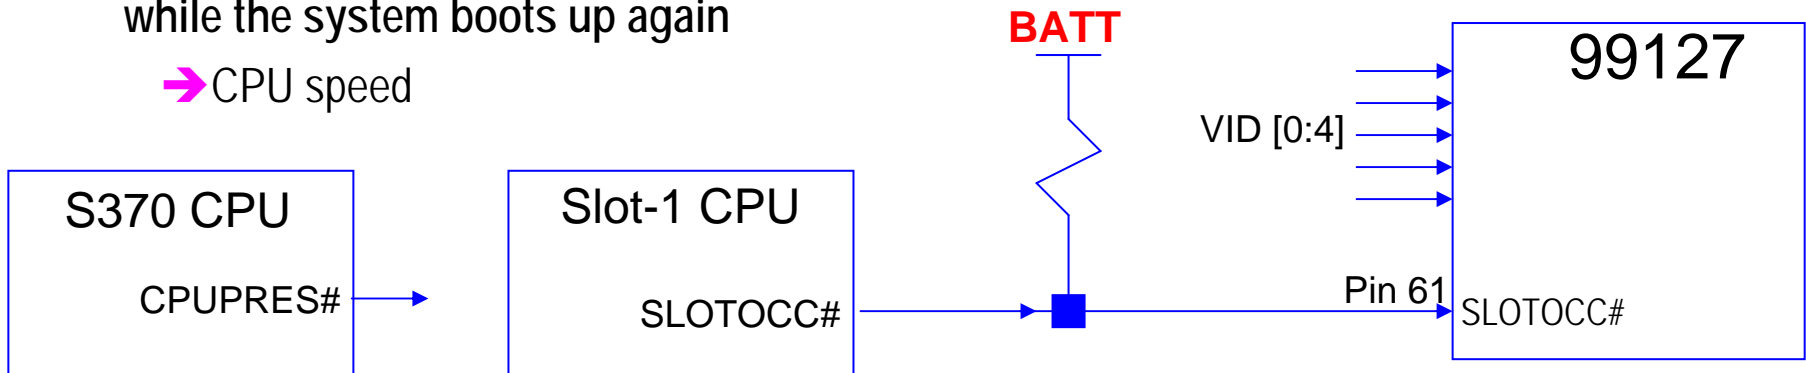 while the system boots up again
➔CPU speed
BATT
99127
VID [0:4]
S370 CPU
CPUPRES#
Slot-1 CPU
SLOTOCC#
Pin 61
SLOTOCC#